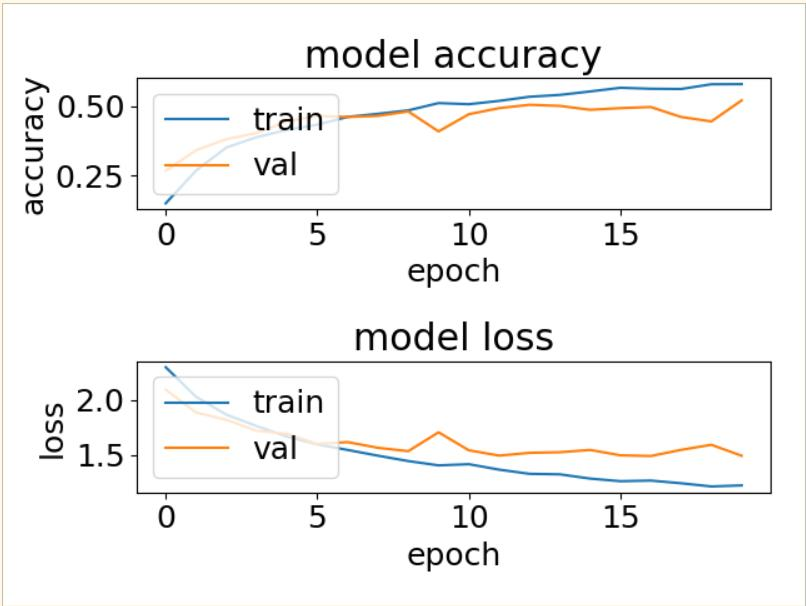 model accuracy
accuracy
0.50
0.25
train
val
0 5 10 15
epoch
model loss
loss
2.0
1.5
train
val
0 5 10 15
epoch